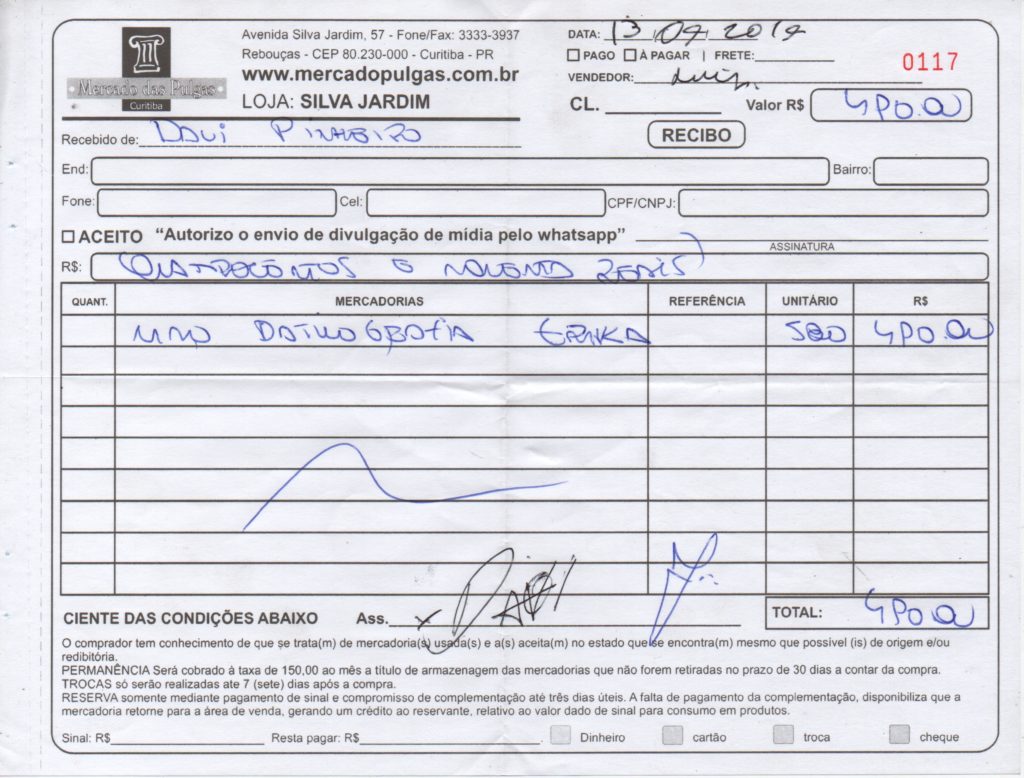 Mercado das Pulgas
Curitiba
Avenida Silva Jardim, 57 - Fone/Fax: 3333-3937
Rebouças - CEP 80.230-000 - Curitiba - PR
www.mercadopulgas.com.br
LOJA: SILVA JARDIM
DATA: 13 07 2019
PAGO À PAGAR | FRETE:
0117
VENDEDOR: Luis
CL. Valor R$ 490.00
Recebido de: Davi Pinheiro
RECIBO
End: Bairro:
Fone: Cel: CPF/CNPJ:
ACEITO “Autorizo o envio de divulgação de mídia pelo whatsapp”
ASSINATURA
R$: (Quatrocentos e noventa reais)
QUANT. MERCADORIAS REFERÊNCIA UNITÁRIO R$
uma Datilografia Erika 580 490.00
CIENTE DAS CONDIÇÕES ABAIXO Ass. x Davi
TOTAL: 490.00
O comprador tem conhecimento de que se trata(m) de mercadoria(s) usada(s) e a(s) aceita(m) no estado que se encontra(m) mesmo que possível (is) de origem e/ou
redibitória.
PERMANÊNCIA Será cobrado à taxa de 150,00 ao mês a título de armazenagem das mercadorias que não forem retiradas no prazo de 30 dias a contar da compra.
TROCAS só serão realizadas até 7 (sete) dias após a compra.
RESERVA somente mediante pagamento de sinal e compromisso de complementação até três dias úteis. A falta de pagamento da complementação, disponibiliza que a
mercadoria retorne para a área de venda, gerando um crédito ao reservante, relativo ao valor dado de sinal para consumo em produtos.
Sinal: R$ Resta pagar: R$ . Dinheiro cartão troca cheque